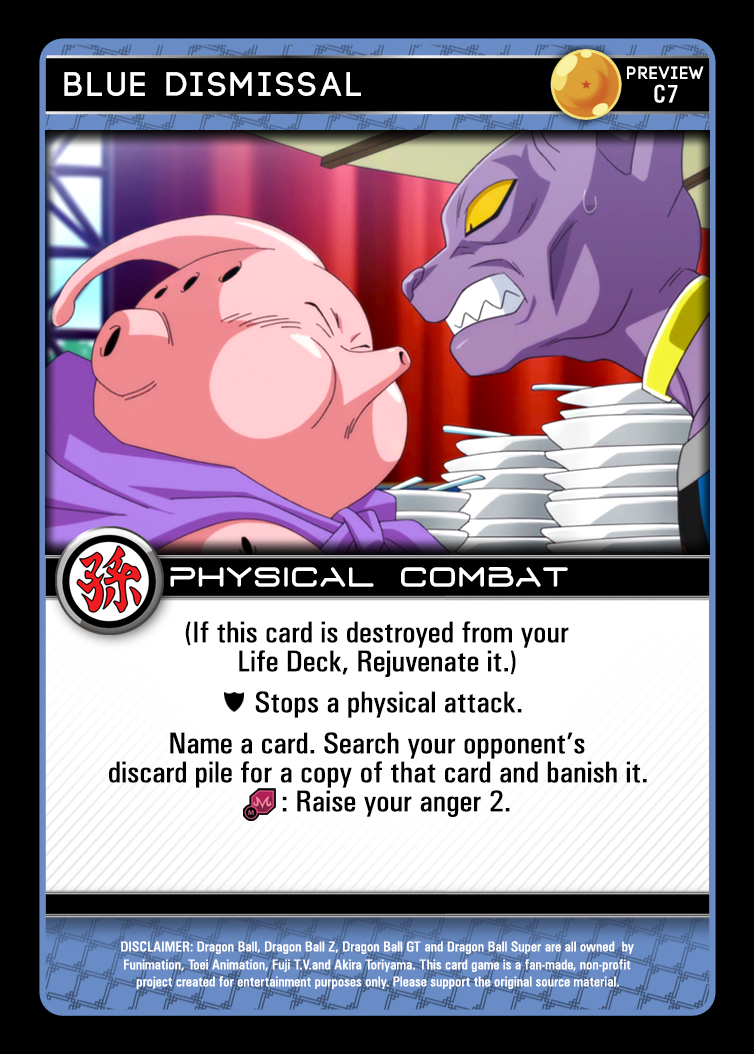 BLUE DISMISSAL
PREVIEW
C7
孫
PHYSICAL COMBAT
(If this card is destroyed from your
Life Deck, Rejuvenate it.)
Stops a physical attack.
Name a card. Search your opponent's
discard pile for a copy of that card and banish it.
M M : Raise your anger 2.
DISCLAIMER: Dragon Ball, Dragon Ball Z, Dragon Ball GT and Dragon Ball Super are all owned by
Funimation, Toei Animation, Fuji T.V.and Akira Toriyama. This card game is a fan-made, non-profit
project created for entertainment purposes only. Please support the original source material.